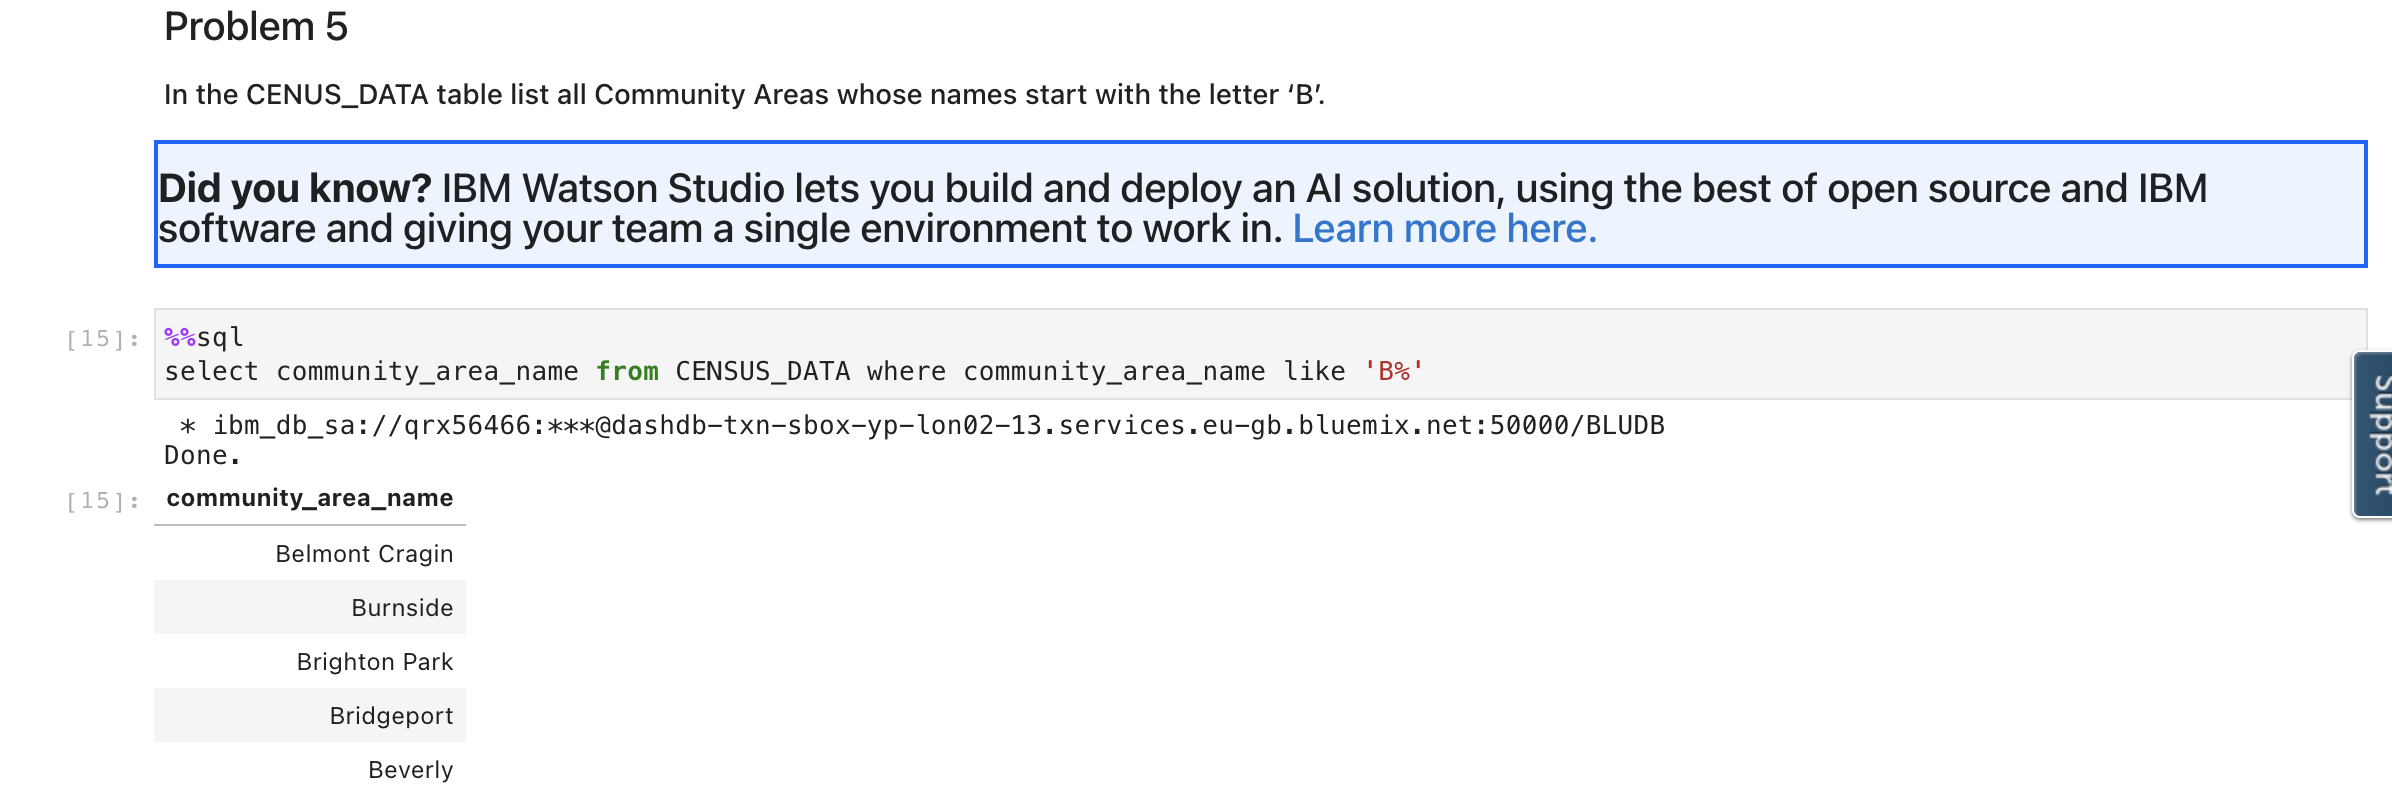 Problem 5
In the CENUS_DATA table list all Community Areas whose names start with the letter ‘B’.
Did you know? IBM Watson Studio lets you build and deploy an AI solution, using the best of open source and IBM
software and giving your team a single environment to work in. Learn more here.
[15]: %%sql
select community_area_name from CENSUS_DATA where community_area_name like 'B%'
Support
* ibm_db_sa://qrx56466:***@dashdb-txn-sbox-yp-lon02-13.services.eu-gb.bluemix.net:50000/BLUDB
Done.
[15]: community_area_name
Belmont Cragin
Burnside
Brighton Park
Bridgeport
Beverly